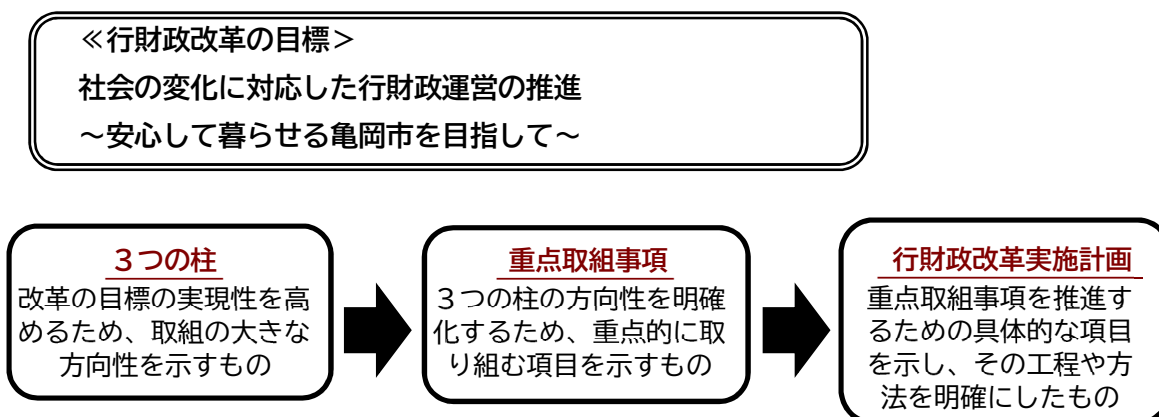 ≪行財政改革の目標＞
社会の変化に対応した行財政運営の推進
～安心して暮らせる亀岡市を目指して～
３つの柱
改革の目標の実現性を高
めるため、取組の大きな
方向性を示すもの
重点取組事項
３つの柱の方向性を明確
化するため、重点的に取
り組む項目を示すもの
行財政改革実施計画
重点取組事項を推進す
るための具体的な項目
を示し、その工程や方
法を明確にしたもの